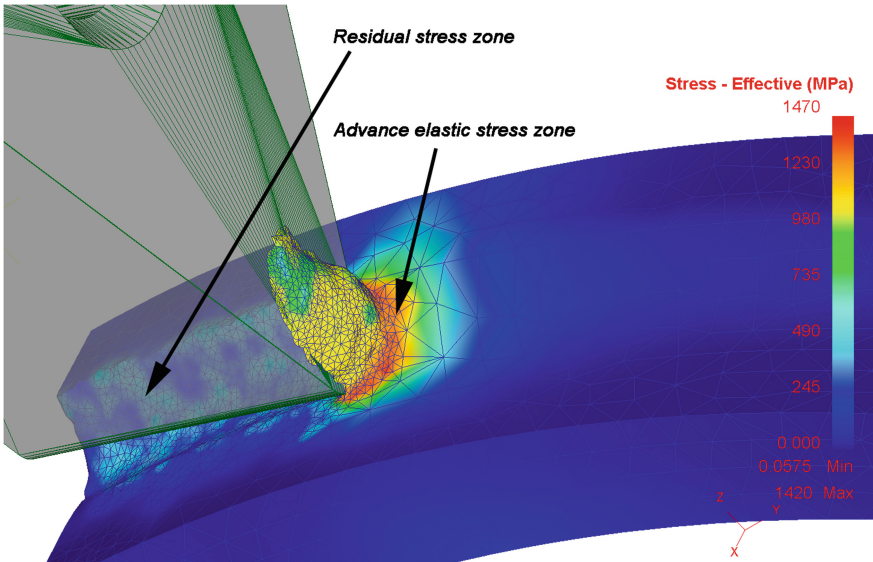 Residual stress zone
Advance elastic stress zone
Stress - Effective (MPa)
1470
1230
980
735
490
245
0.000
0.0575 Min
1420 Max
Z
Y
X